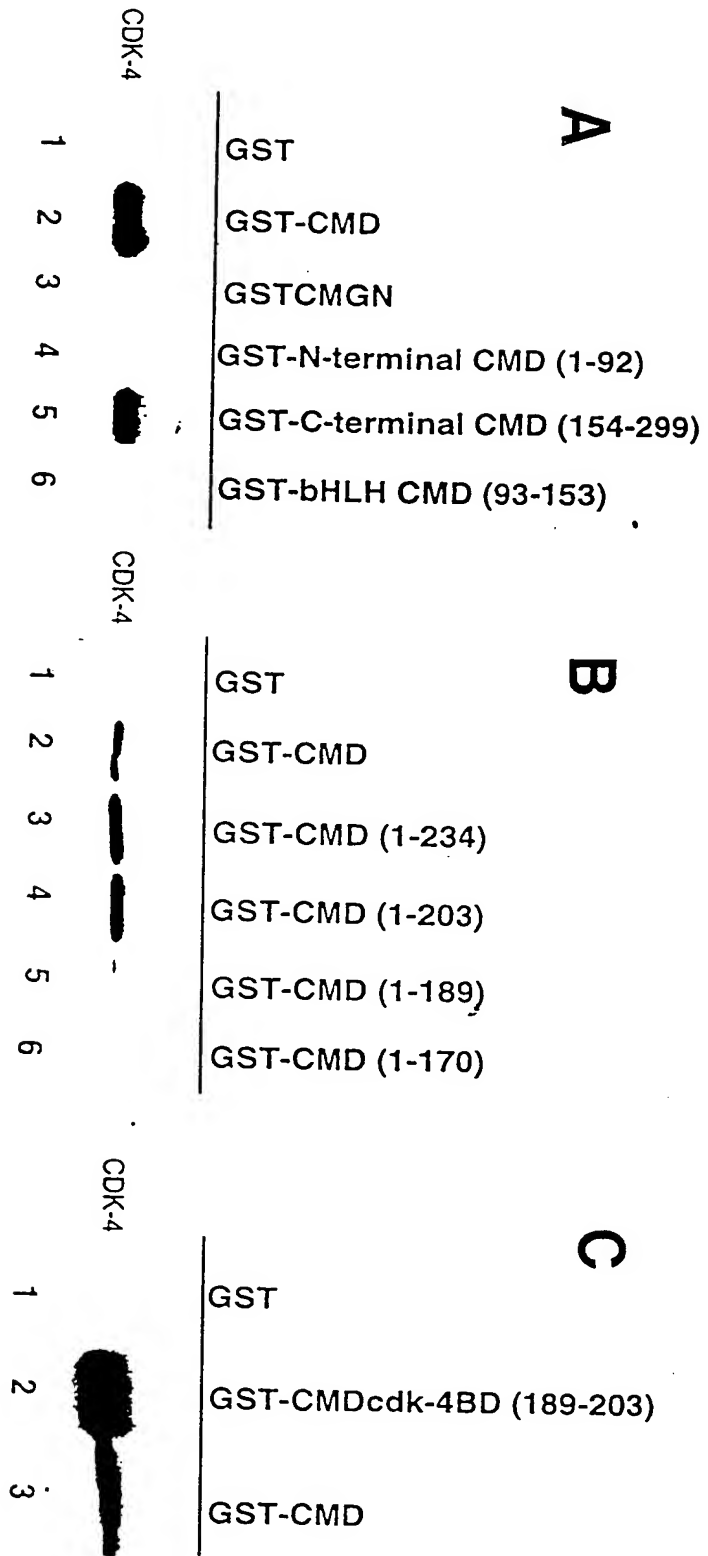 A
GST
GST-CMD
GSTCMGN
GST-N-terminal CMD (1-92)
GST-C-terminal CMD (154-299)
GST-bHLH CMD (93-153)
CDK-4
1 2 3 4 5 6
B
GST
GST-CMD
GST-CMD (1-234)
GST-CMD (1-203)
GST-CMD (1-189)
GST-CMD (1-170)
CDK-4
1 2 3 4 5 6
C
GST
GST-CMDcdk-4BD (189-203)
GST-CMD
CDK-4
1 2 3